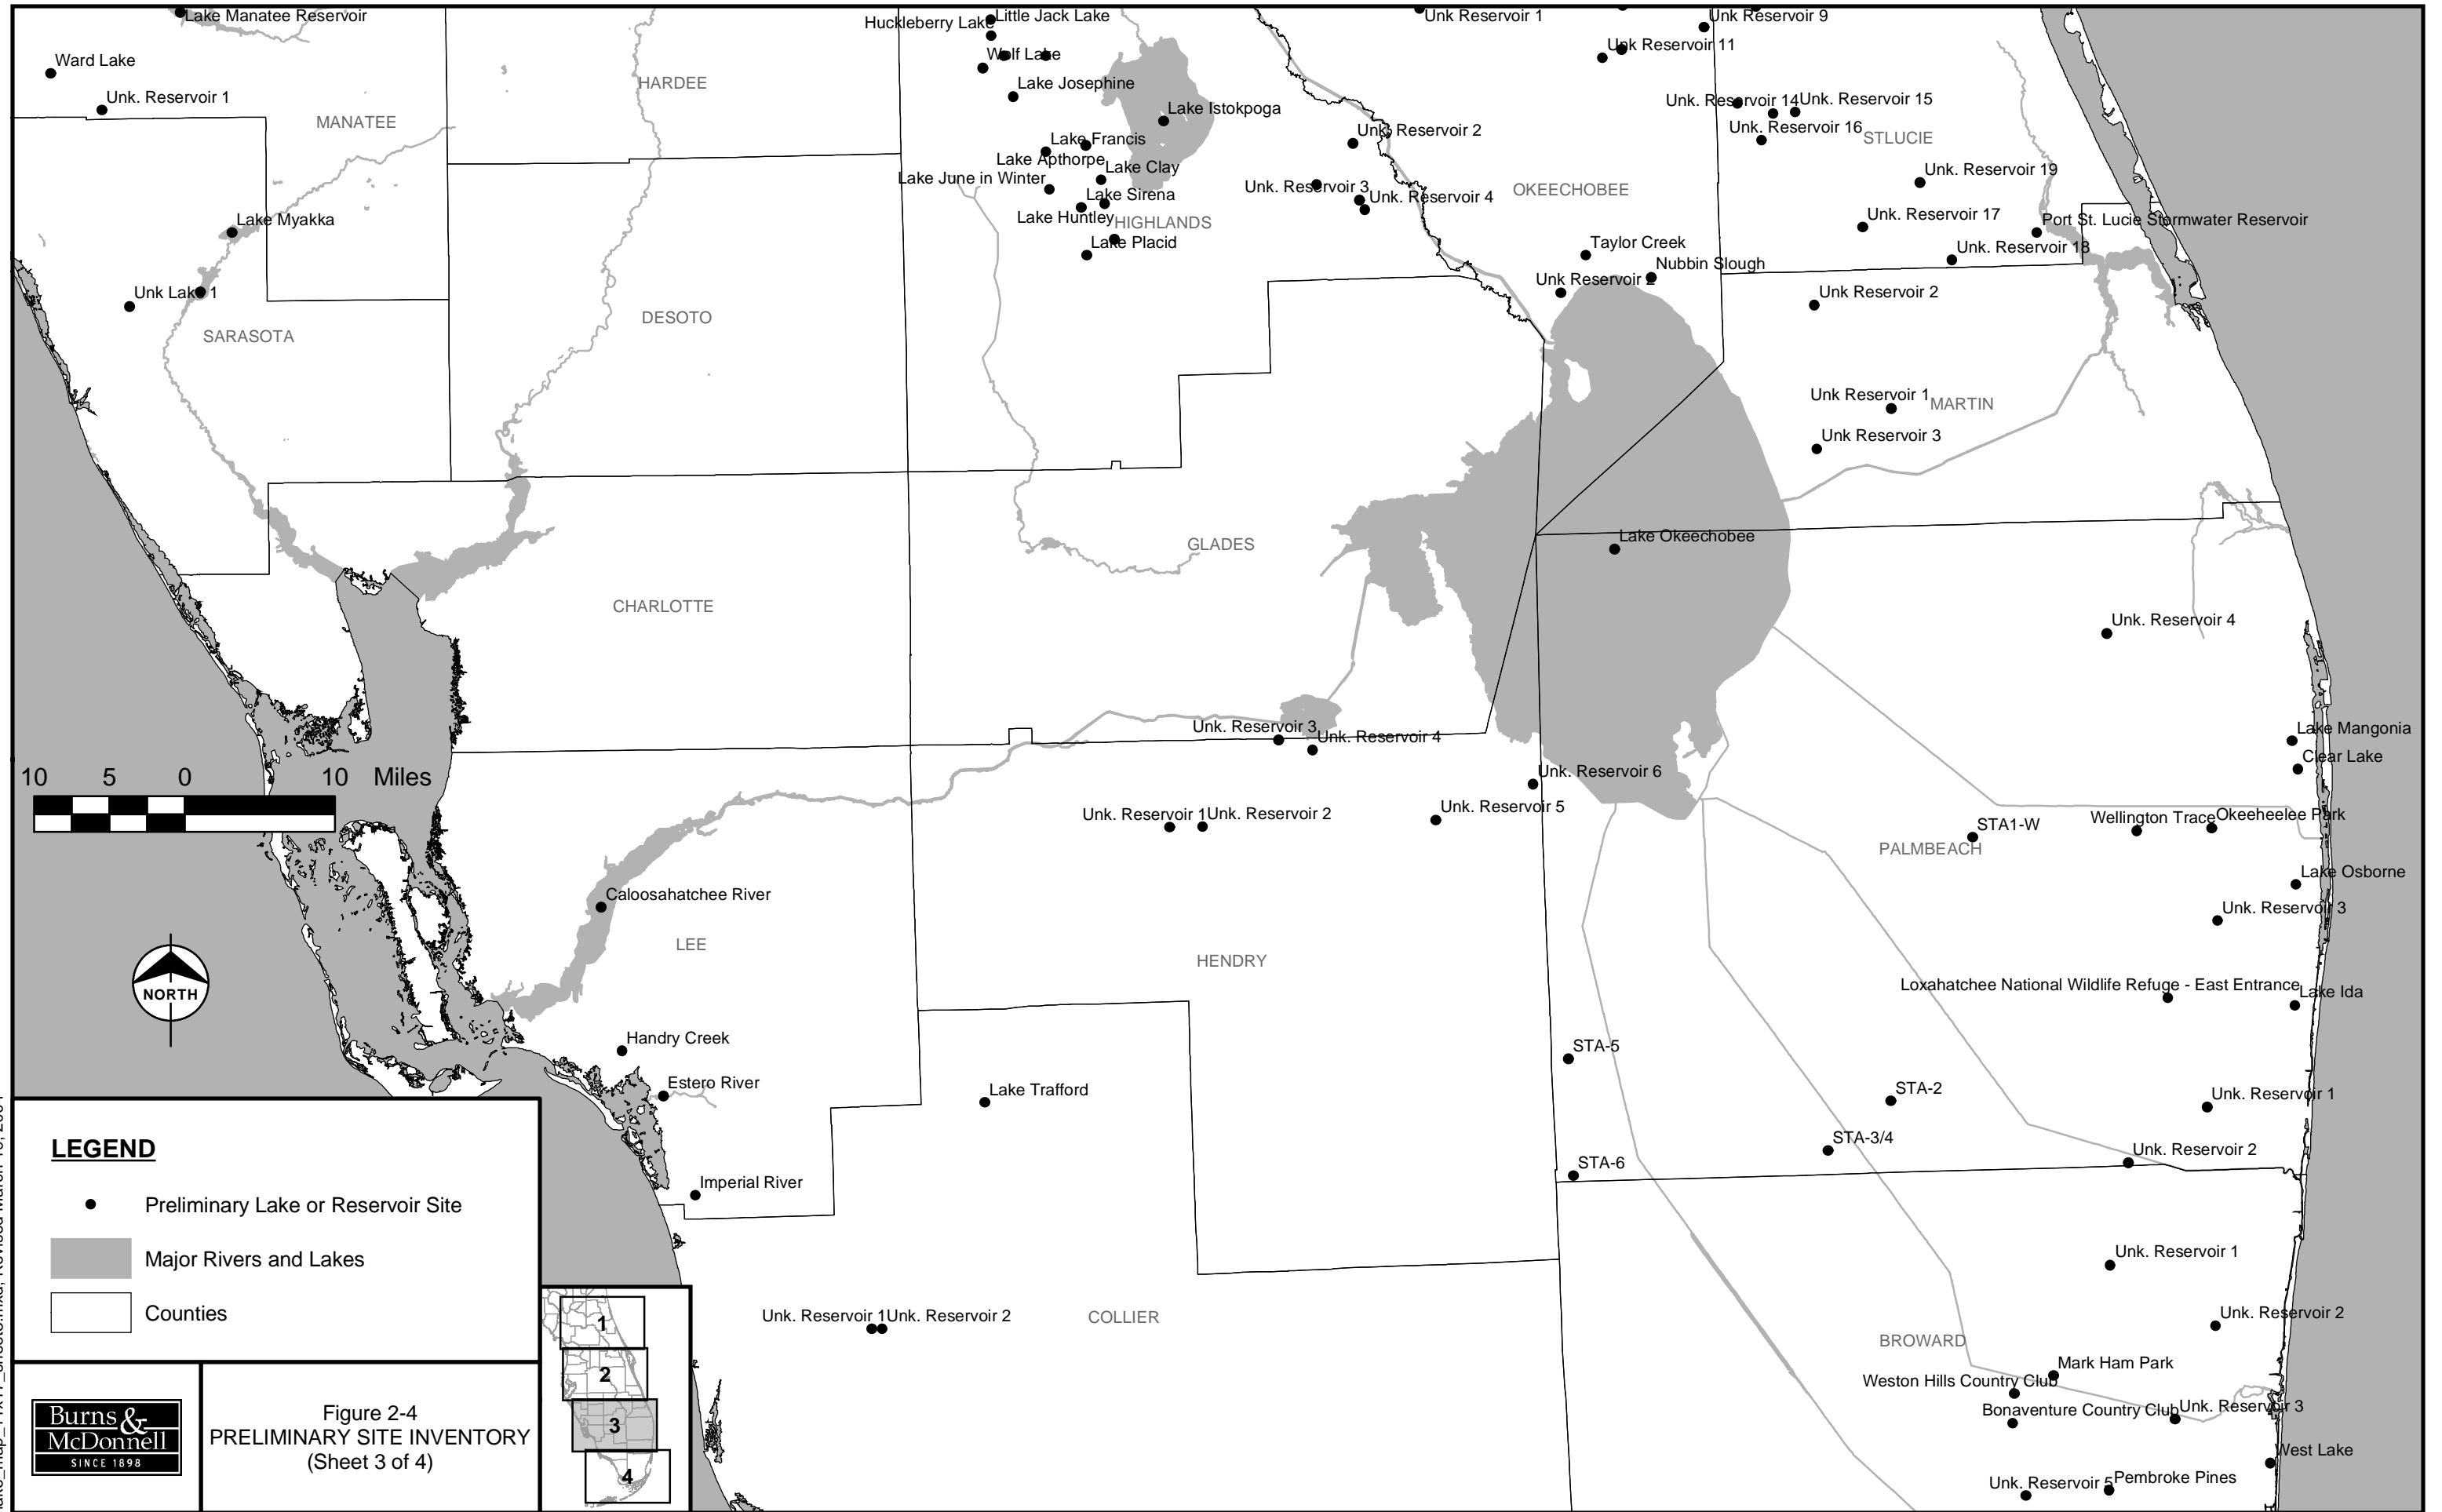 Lake Manatee Reservoir
Huckleberry Lake
Little Jack Lake
Unk Reservoir 1
Unk Reservoir 9
Ward Lake
Wolf Lake
Unk Reservoir 11
HARDEE
Lake Josephine
Unk. Reservoir 1
Lake Istokpoga
Unk. Reservoir 14
Unk. Reservoir 15
MANATEE
Unk. Reservoir 2
Unk. Reservoir 16
STLUCIE
Lake Francis
Lake Apthorpe
Lake Clay
Lake June in Winter
Unk. Reservoir 3
Unk. Reservoir 4
OKEECHOBEE
Unk. Reservoir 19
Lake Sirena
Lake Huntley
HIGHLANDS
Unk. Reservoir 17
Port St. Lucie Stormwater Reservoir
Lake Myakka
Lake Placid
Taylor Creek
Unk. Reservoir 18
Nubbin Slough
Unk Reservoir 2
Unk Lake 1
Unk Reservoir 2
SARASOTA
DESOTO
Unk Reservoir 1
MARTIN
Unk Reservoir 3
Lake Okeechobee
GLADES
CHARLOTTE
Unk. Reservoir 4
Unk. Reservoir 3
Unk. Reservoir 4
Lake Mangonia
Clear Lake
10 5 0 10 Miles
Unk. Reservoir 6
Unk. Reservoir 5
Unk. Reservoir 1
Unk. Reservoir 2
STA1-W
Wellington Trace
Okeeheelee Park
PALMBEACH
Lake Osborne
Caloosahatchee River
Unk. Reservoir 3
LEE
HENDRY
NORTH
Loxahatchee National Wildlife Refuge - East Entrance
Lake Ida
Handry Creek
STA-5
Estero River
Lake Trafford
STA-2
Unk. Reservoir 1
STA-3/4
Unk. Reservoir 2
STA-6
Imperial River
Unk. Reservoir 1
Unk. Reservoir 1
Unk. Reservoir 2
COLLIER
Unk. Reservoir 2
BROWARD
Mark Ham Park
Weston Hills Country Club
Bonaventure Country Club
Unk. Reservoir 3
West Lake
Unk. Reservoir 5
Pembroke Pines
LEGEND
Preliminary Lake or Reservoir Site
Major Rivers and Lakes
Counties
1
2
3
4
Burns &
McDonnell
SINCE 1898
Figure 2-4
PRELIMINARY SITE INVENTORY
(Sheet 3 of 4)